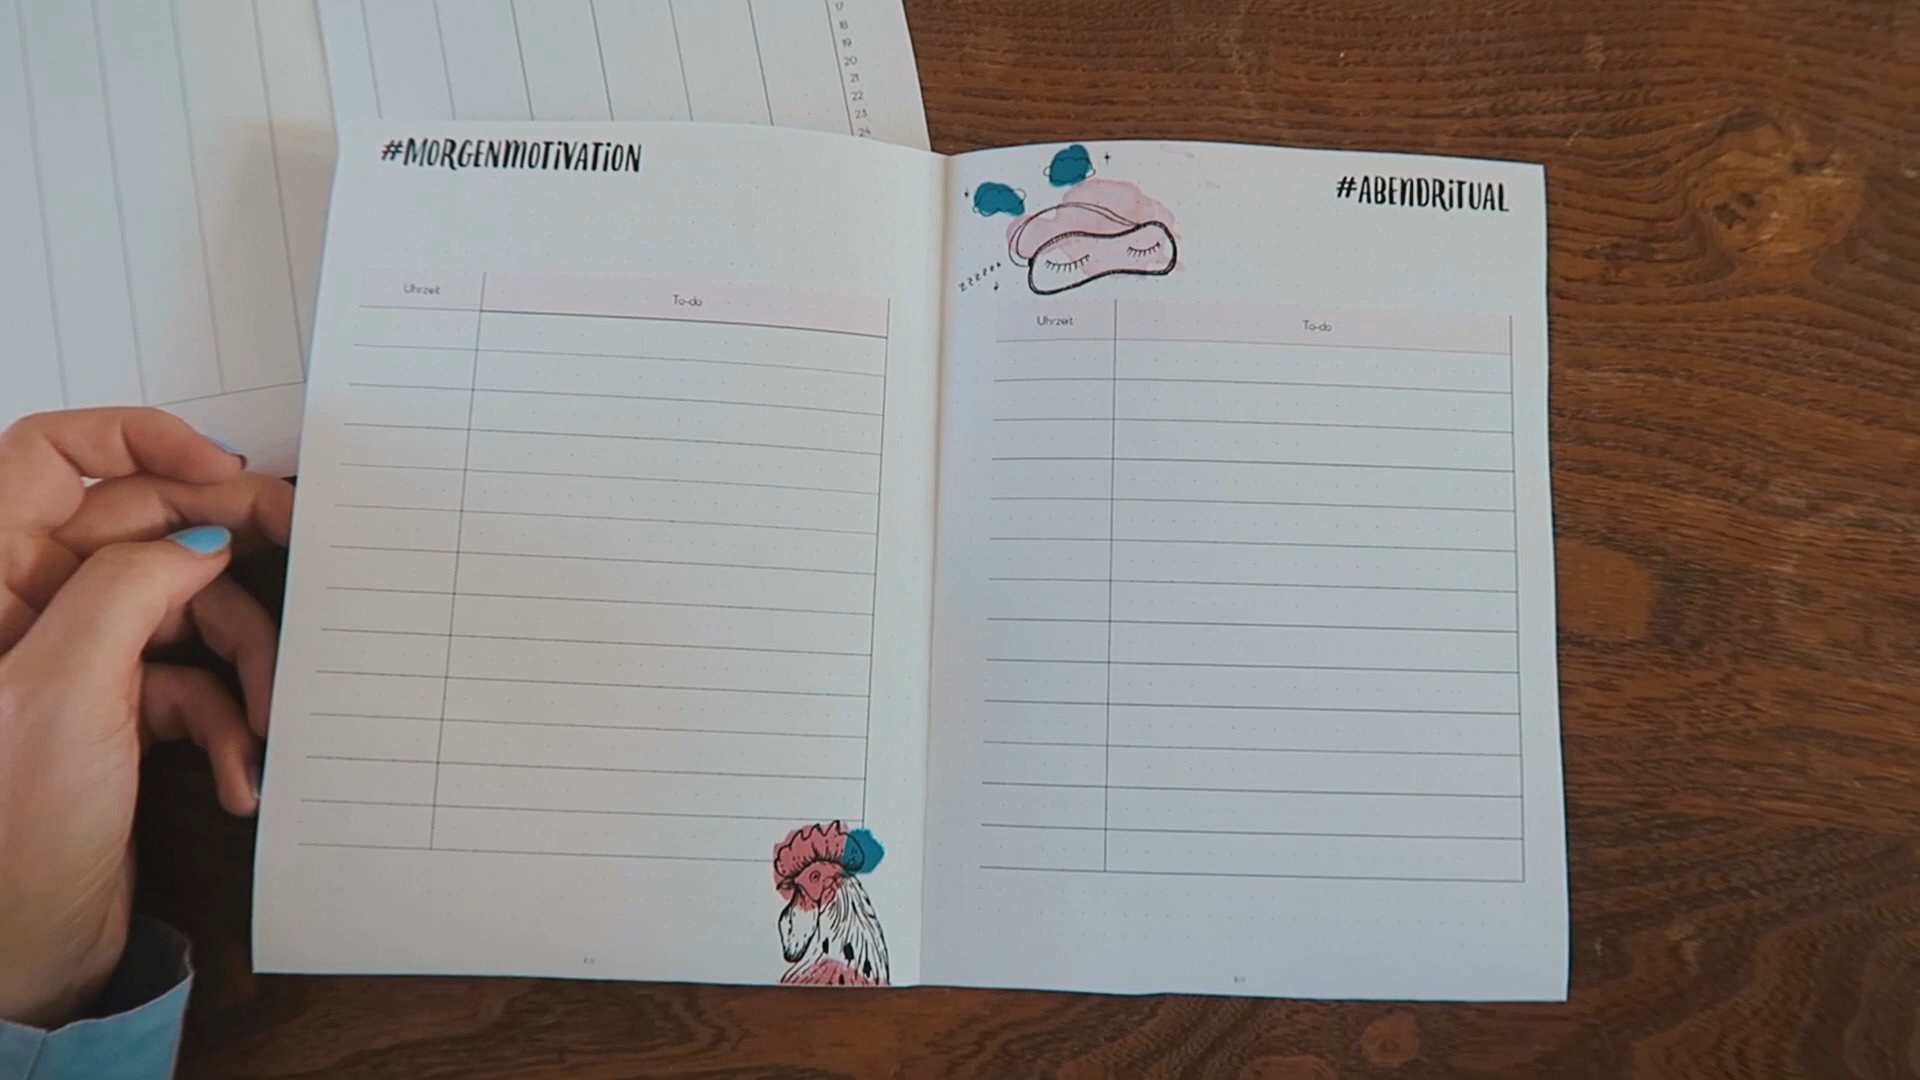 17
18
19
20
21
22
23
24
#MORGENMOTIVATION
Uhrzeit To-do
#ABENDRITUAL
zzzzz
Uhrzeit To-do